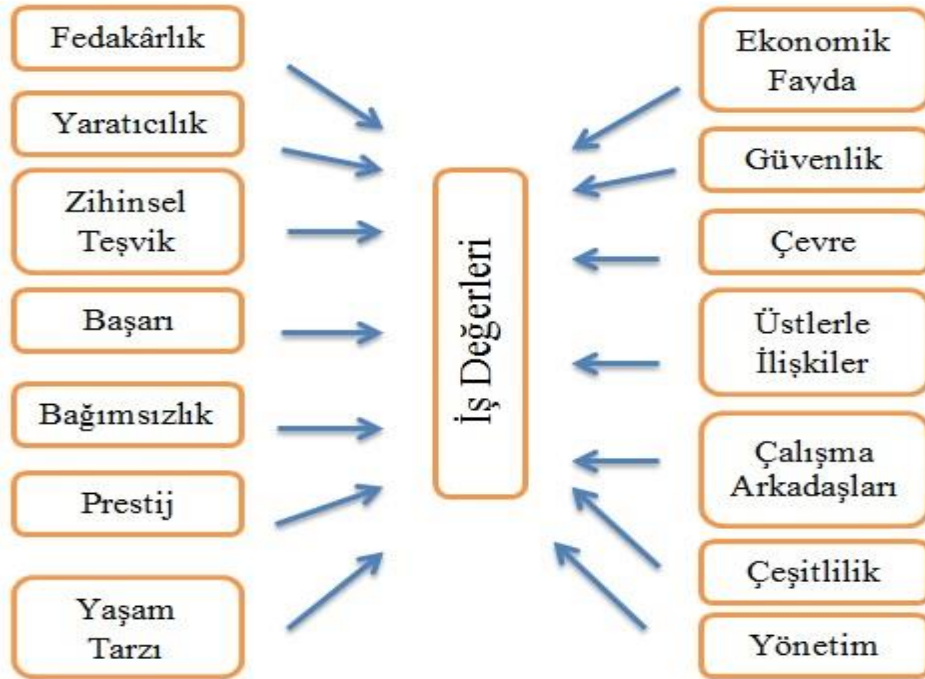 Fedakârlık
Yaratıcılık
Zihinsel
Teşvik
Başarı
Bağımsızlık
Prestij
Yaşam
Tarzı
İş Değerleri
Ekonomik
Fayda
Güvenlik
Çevre
Üstlerle
İlişkiler
Çalışma
Arkadaşları
Çeşitlilik
Yönetim